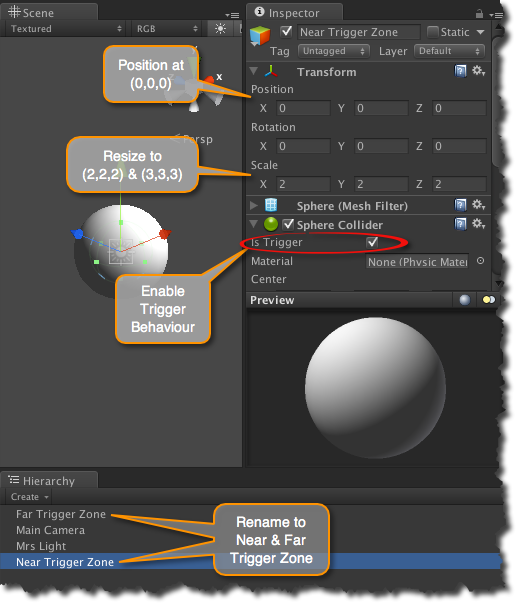 Scene
Textured
RGB
Position at
(0,0,0)
y
x
Persp
Resize to
(2,2,2) & (3,3,3)
Enable
Trigger
Behaviour
Inspector
Near Trigger Zone
Static
Tag
Untagged
Layer
Default
Transform
Position
X 0 Y 0 Z 0
Rotation
X 0 Y 0 Z 0
Scale
X 2 Y 2 Z 2
Sphere (Mesh Filter)
Sphere Collider
Is Trigger
Material
None (Physic Mater
Center
Preview
Hierarchy
Create
Far Trigger Zone
Main Camera
Mrs Light
Near Trigger Zone
Rename to
Near & Far
Trigger Zone